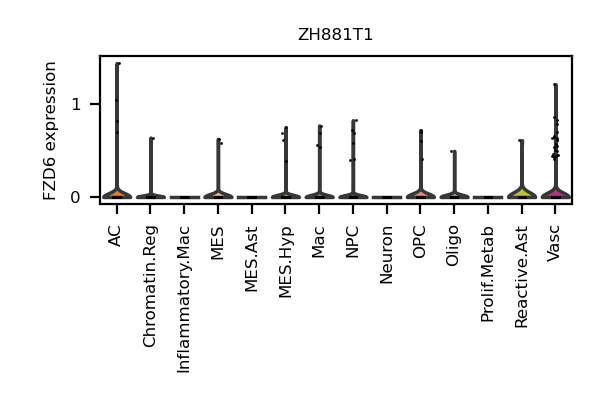 ZH881T1
FZD6 expression
1
0
AC
Chromatin.Reg
Inflammatory.Mac
MES
MES.Ast
MES.Hyp
Mac
NPC
Neuron
OPC
Oligo
Prolif.Metab
Reactive.Ast
Vasc